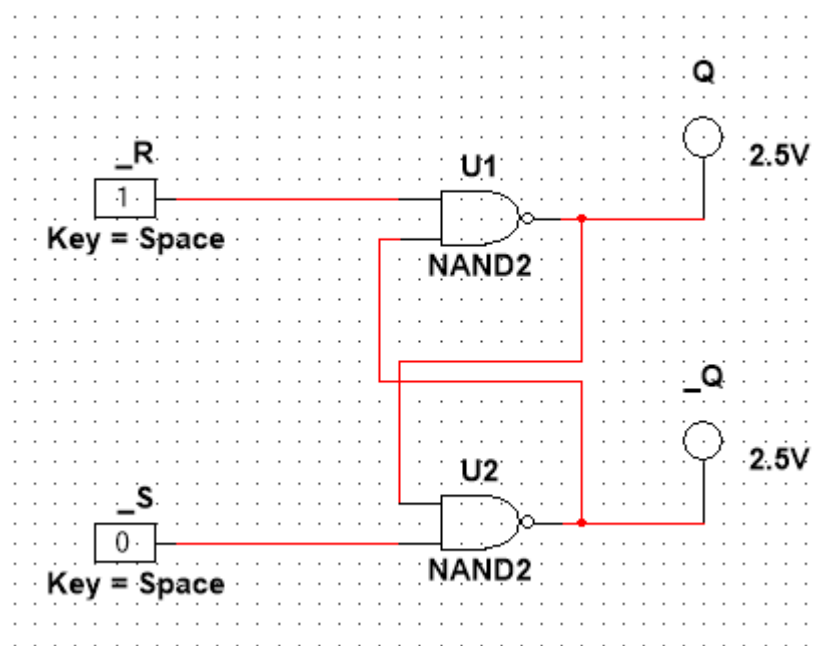 Q
2.5V
_R
1
Key = Space
U1
NAND2
_Q
2.5V
U2
NAND2
_S
0
Key = Space